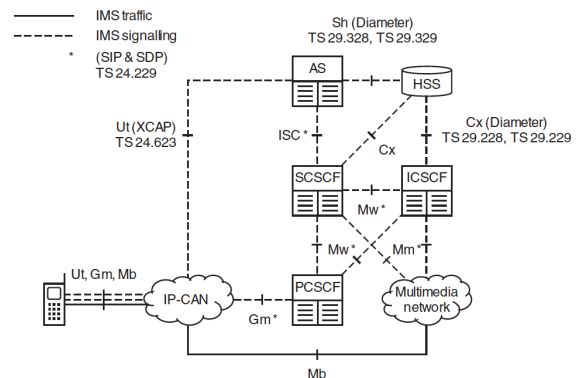 IMS traffic
IMS signalling
* (SIP & SDP)
TS 24.229
Sh (Diameter)
TS 29.328, TS 29.329
AS
HSS
Ut (XCAP)
TS 24.623
ISC *
Cx
Cx (Diameter)
TS 29.228, TS 29.229
SCSCF
ICSCF
Mw *
Mw *
Mm *
Ut, Gm, Mb
IP-CAN
Gm *
PCSCF
Multimedia
network
Mb